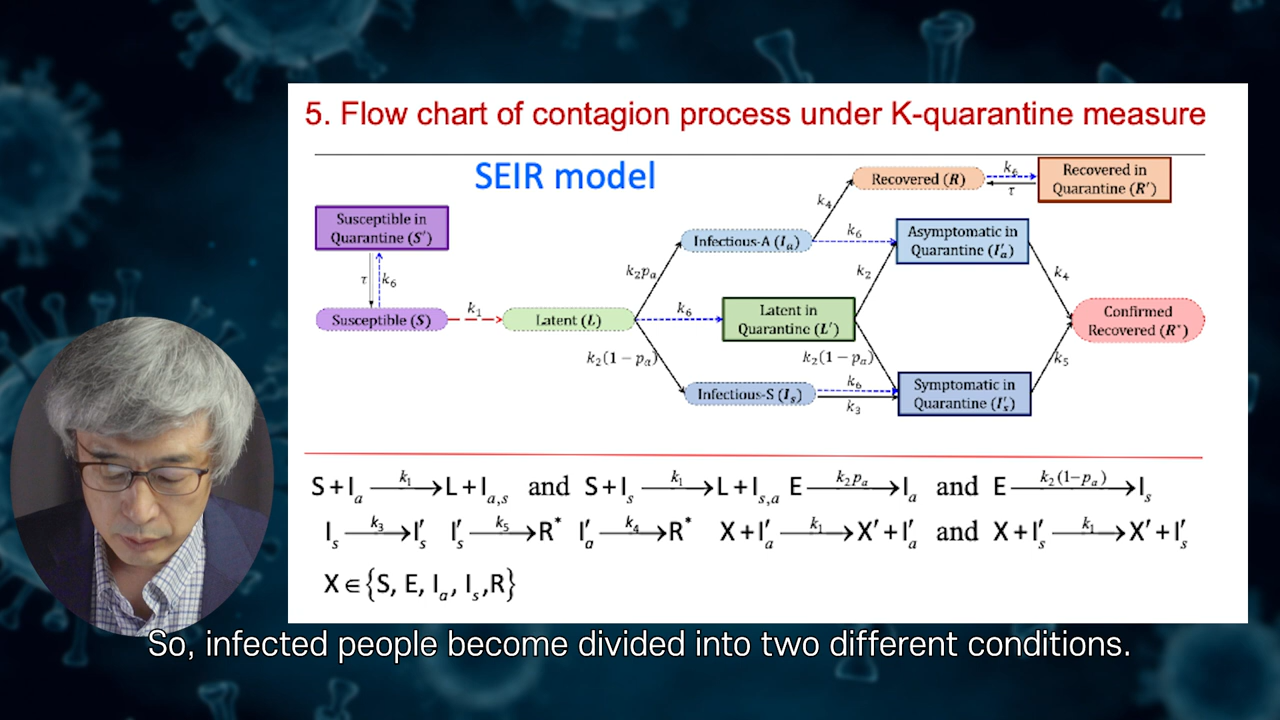 5. Flow chart of contagion process under K-quarantine measure
SEIR model
Susceptible in
Quarantine (S′)
τ
k₆
Susceptible (S)
k₁
Latent (L)
k₂pₐ
k₂(1 − pₐ)
k₆
Infectious-A (Iₐ)
k₄
k₆
Recovered (R)
k₆
τ
Recovered in
Quarantine (R′)
Asymptomatic in
Quarantine (I′ₐ)
k₂
Latent in
Quarantine (L′)
k₂(1 − pₐ)
Infectious-S (Iₛ)
k₆
k₃
Symptomatic in
Quarantine (I′ₛ)
k₄
k₅
Confirmed
Recovered (R*)
S+Iₐ —k₁→ L+Iₐ,ₛ and S+Iₛ —k₁→ L+Iₛ,ₐ E —k₂pₐ→ Iₐ and E —k₂(1−pₐ)→ Iₛ
Iₛ —k₃→ I′ₛ I′ₛ —k₅→ R* I′ₐ —k₄→ R* X+I′ₐ —k₁→ X′+I′ₐ and X+I′ₛ —k₁→ X′+I′ₛ
X∈{S, E, Iₐ, Iₛ,R}
So, infected people become divided into two different conditions.